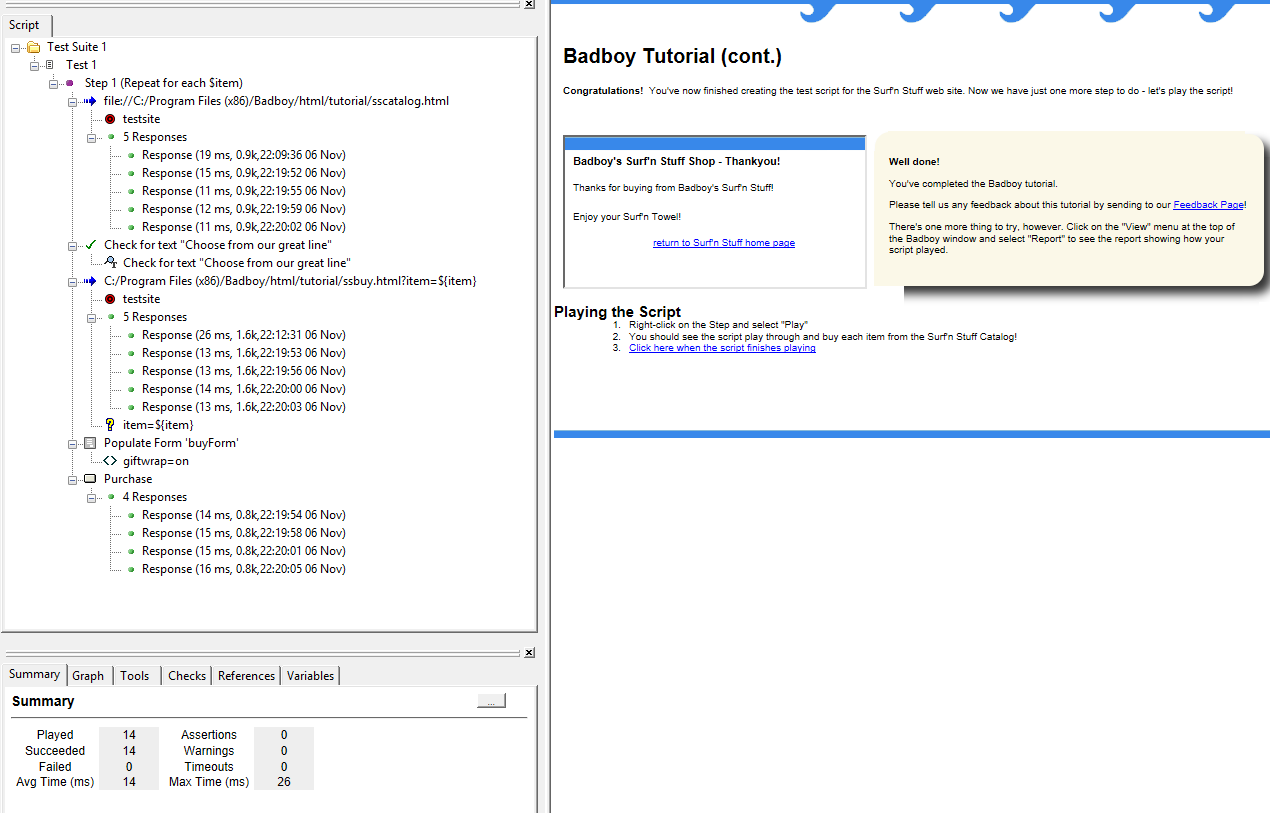 Script
Test Suite 1
Test 1
Step 1 (Repeat for each $item)
file://C:/Program Files (x86)/Badboy/html/tutorial/sscatalog.html
testsite
5 Responses
Response (19 ms, 0.9k,22:09:36 06 Nov)
Response (15 ms, 0.9k,22:19:52 06 Nov)
Response (11 ms, 0.9k,22:19:55 06 Nov)
Response (12 ms, 0.9k,22:19:59 06 Nov)
Response (11 ms, 0.9k,22:20:02 06 Nov)
Check for text "Choose from our great line"
Check for text "Choose from our great line"
C:/Program Files (x86)/Badboy/html/tutorial/ssbuy.html?item=${item}
testsite
5 Responses
Response (26 ms, 1.6k,22:12:31 06 Nov)
Response (13 ms, 1.6k,22:19:53 06 Nov)
Response (13 ms, 1.6k,22:19:56 06 Nov)
Response (14 ms, 1.6k,22:20:00 06 Nov)
Response (13 ms, 1.6k,22:20:03 06 Nov)
item=${item}
Populate Form 'buyForm'
giftwrap=on
Purchase
4 Responses
Response (14 ms, 0.8k,22:19:54 06 Nov)
Response (15 ms, 0.8k,22:19:58 06 Nov)
Response (15 ms, 0.8k,22:20:01 06 Nov)
Response (16 ms, 0.8k,22:20:05 06 Nov)
Summary Graph Tools Checks References Variables
Summary
...
Played 14 Assertions 0
Succeeded 14 Warnings 0
Failed 0 Timeouts 0
Avg Time (ms) 14 Max Time (ms) 26
Badboy Tutorial (cont.)
Congratulations! You've now finished creating the test script for the Surf'n Stuff web site. Now we have just one more step to do - let's play the script!
Badboy's Surf'n Stuff Shop - Thankyou!
Thanks for buying from Badboy's Surf'n Stuff!
Enjoy your Surf'n Towel!
return to Surf'n Stuff home page
Well done!
You've completed the Badboy tutorial.
Please tell us any feedback about this tutorial by sending to our Feedback Page!
There's one more thing to try, however. Click on the "View" menu at the top of
the Badboy window and select "Report" to see the report showing how your
script played.
Playing the Script
1. Right-click on the Step and select "Play"
2. You should see the script play through and buy each item from the Surf'n Stuff Catalog!
3. Click here when the script finishes playing